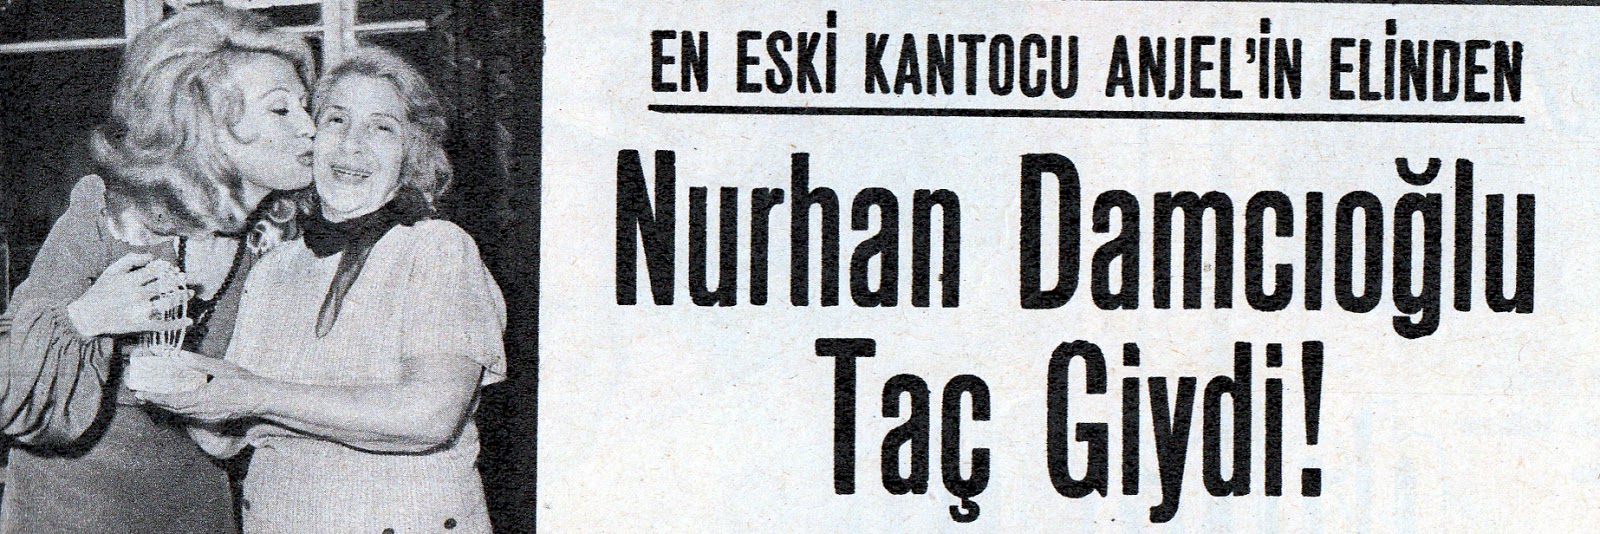 EN ESKİ KANTOCU ANJEL'İN ELİNDEN
Nurhan Damcıoğlu
Taç Giydi!